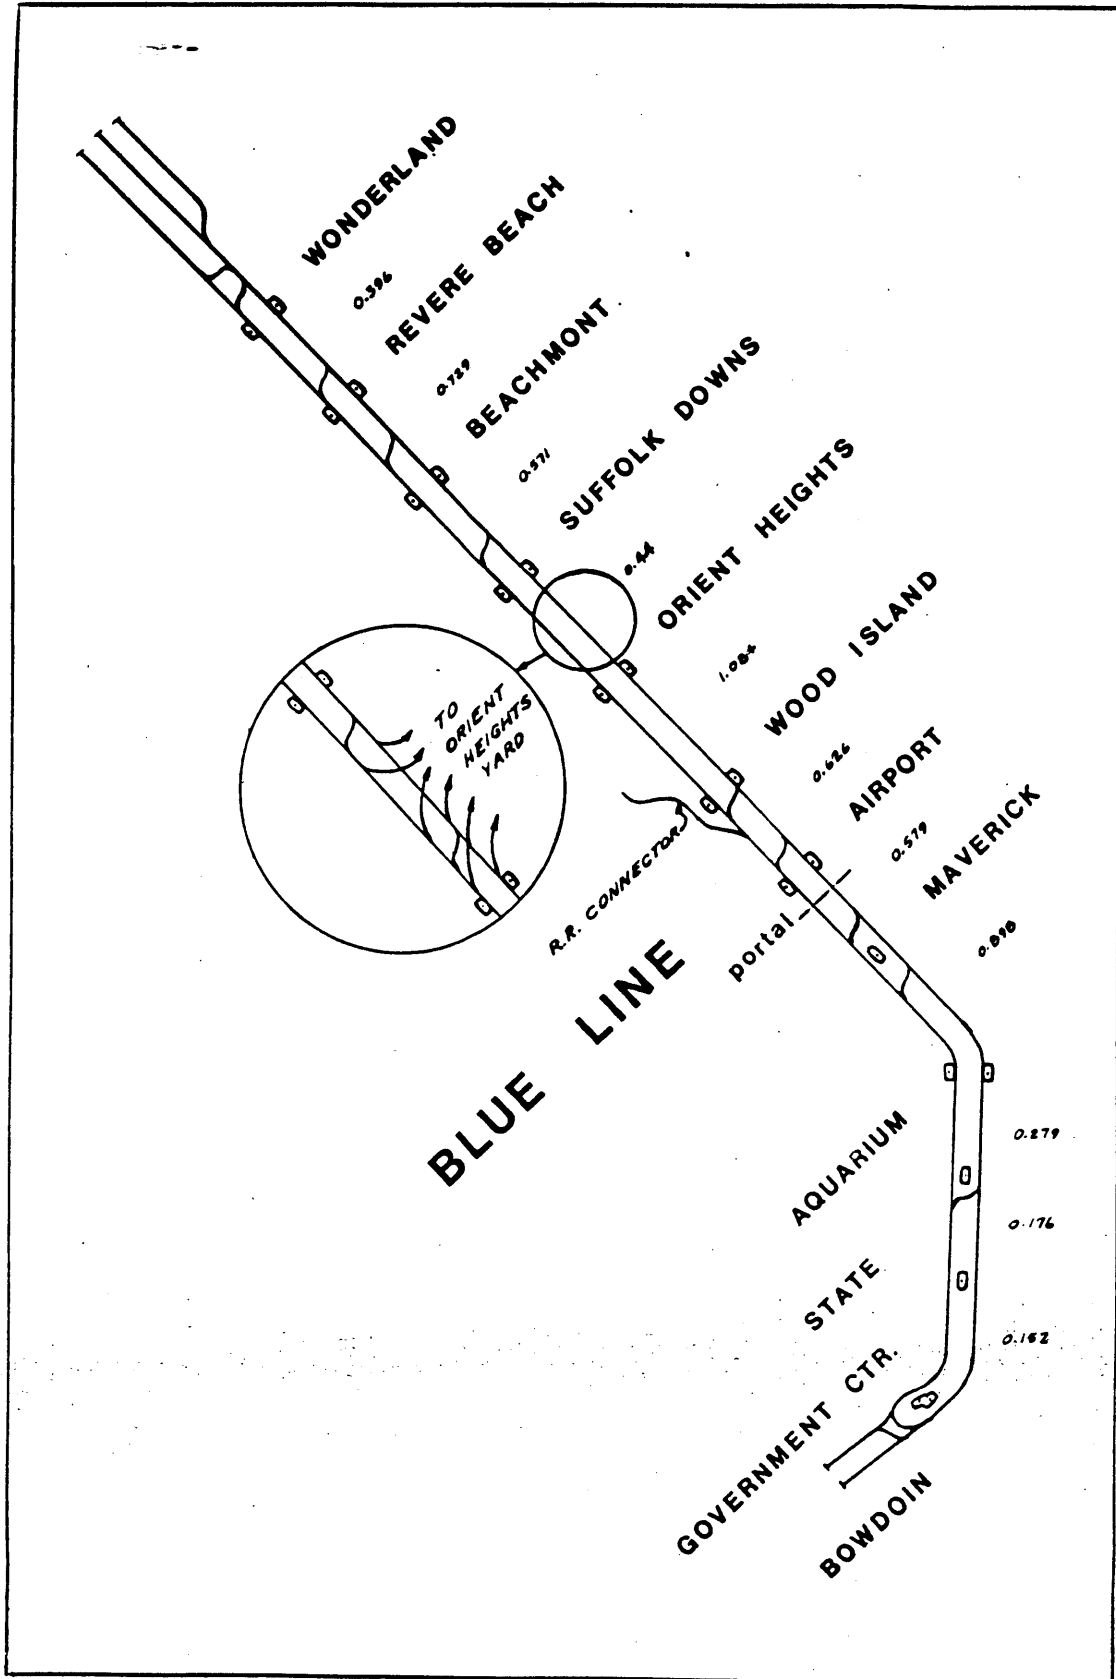 WONDERLAND
0.396
REVERE BEACH
0.729
BEACHMONT
0.571
SUFFOLK DOWNS
0.44
ORIENT HEIGHTS
1.084
WOOD ISLAND
0.626
AIRPORT
0.579
MAVERICK
0.898
TO
ORIENT
HEIGHTS
YARD
R.R. CONNECTOR
portal
BLUE LINE
AQUARIUM
0.279
STATE
0.176
GOVERNMENT CTR.
0.152
BOWDOIN